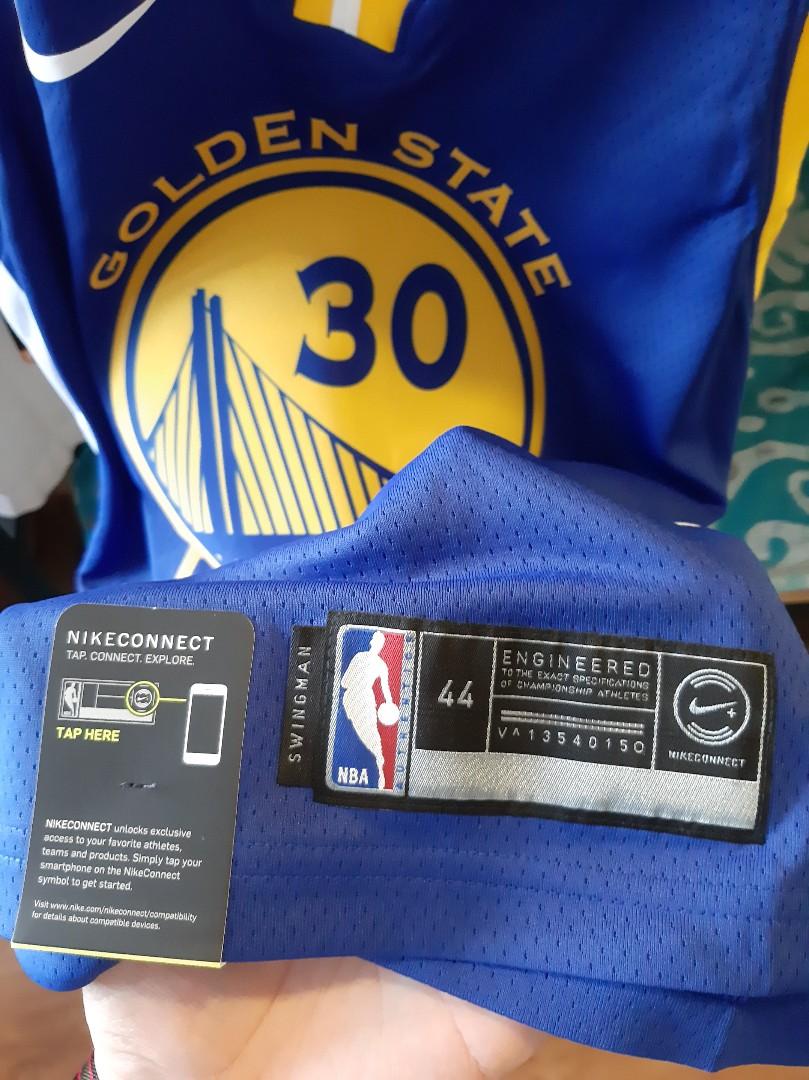 GOLDEN STATE
30
NIKECONNECT
TAP. CONNECT. EXPLORE.
TAP HERE
NIKECONNECT unlocks exclusive
access to your favorite athletes,
teams and products. Simply tap your
smartphone on the NikeConnect
symbol to get started.
Visit www.nike.com/nikeconnect/compatibility
for details about compatible devices.
SWINGMAN
NBA
AUTHENTICS
44
ENGINEERED
TO THE EXACT SPECIFICATIONS
OF CHAMPIONSHIP ATHLETES
V^13540150
NIKECONNECT